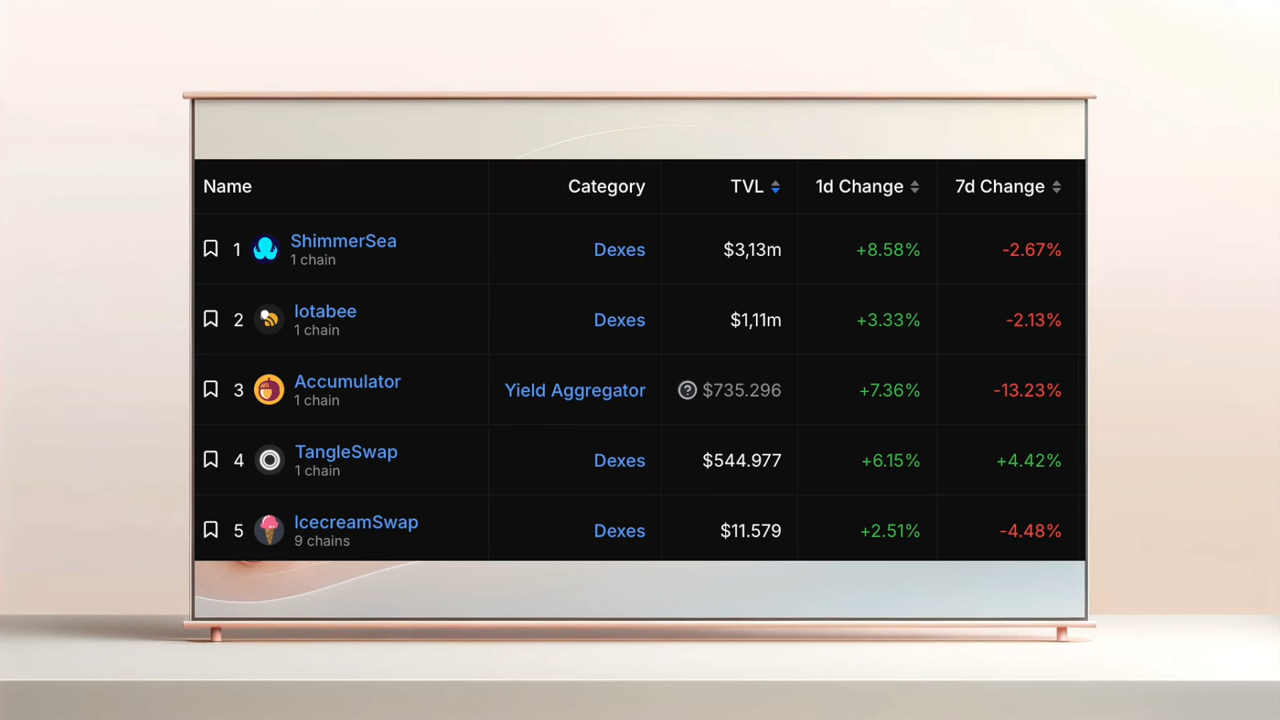 Name Category TVL 1d Change 7d Change
1 ShimmerSea Dexes $3,13m +8.58% -2.67%
1 chain
2 Iotabee Dexes $1,11m +3.33% -2.13%
1 chain
3 Accumulator Yield Aggregator ? $735.296 +7.36% -13.23%
1 chain
4 TangleSwap Dexes $544.977 +6.15% +4.42%
1 chain
5 IcecreamSwap Dexes $11.579 +2.51% -4.48%
9 chains